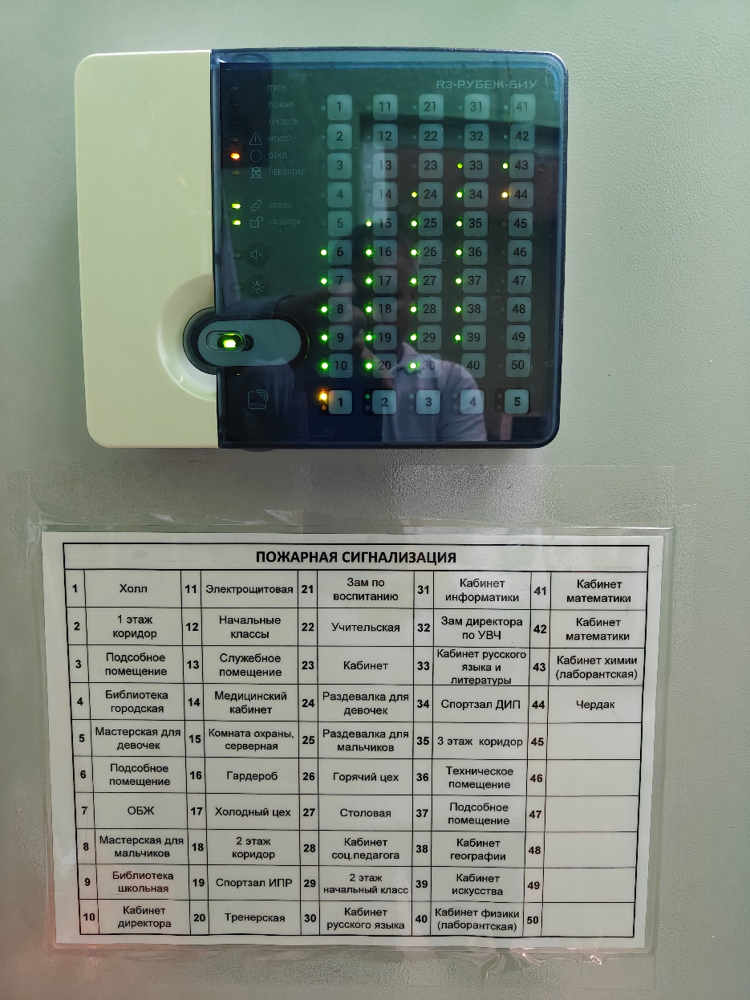 R3-РУБЕЖ-БИУ
ПУСК
ПОЖАР
ТРЕВОГА
НЕИСПР
ОТКЛ
НЕВЗЯТИЕ
СВЯЗЬ
РАЗБЛОК
RFID
1 11 21 31 41
2 12 22 32 42
3 13 23 33 43
4 14 24 34 44
5 15 25 35 45
6 16 26 36 46
7 17 27 37 47
8 18 28 38 48
9 19 29 39 49
10 20 30 40 50
1 2 3 4 5
ПОЖАРНАЯ СИГНАЛИЗАЦИЯ
1 Холл 11 Электрощитовая 21 Зам по воспитанию 31 Кабинет информатики 41 Кабинет математики
2 1 этаж коридор 12 Начальные классы 22 Учительская 32 Зам директора по УВЧ 42 Кабинет математики
3 Подсобное помещение 13 Служебное помещение 23 Кабинет 33 Кабинет русского языка и литературы 43 Кабинет химии (лаборантская)
4 Библиотека городская 14 Медицинский кабинет 24 Раздевалка для девочек 34 Спортзал ДИП 44 Чердак
5 Мастерская для девочек 15 Комната охраны, серверная 25 Раздевалка для мальчиков 35 3 этаж коридор 45
6 Подсобное помещение 16 Гардероб 26 Горячий цех 36 Техническое помещение 46
7 ОБЖ 17 Холодный цех 27 Столовая 37 Подсобное помещение 47
8 Мастерская для мальчиков 18 2 этаж коридор 28 Кабинет соц.педагога 38 Кабинет географии 48
9 Библиотека школьная 19 Спортзал ИПР 29 2 этаж начальный класс 39 Кабинет искусства 49
10 Кабинет директора 20 Тренерская 30 Кабинет русского языка 40 Кабинет физики (лаборантская) 50